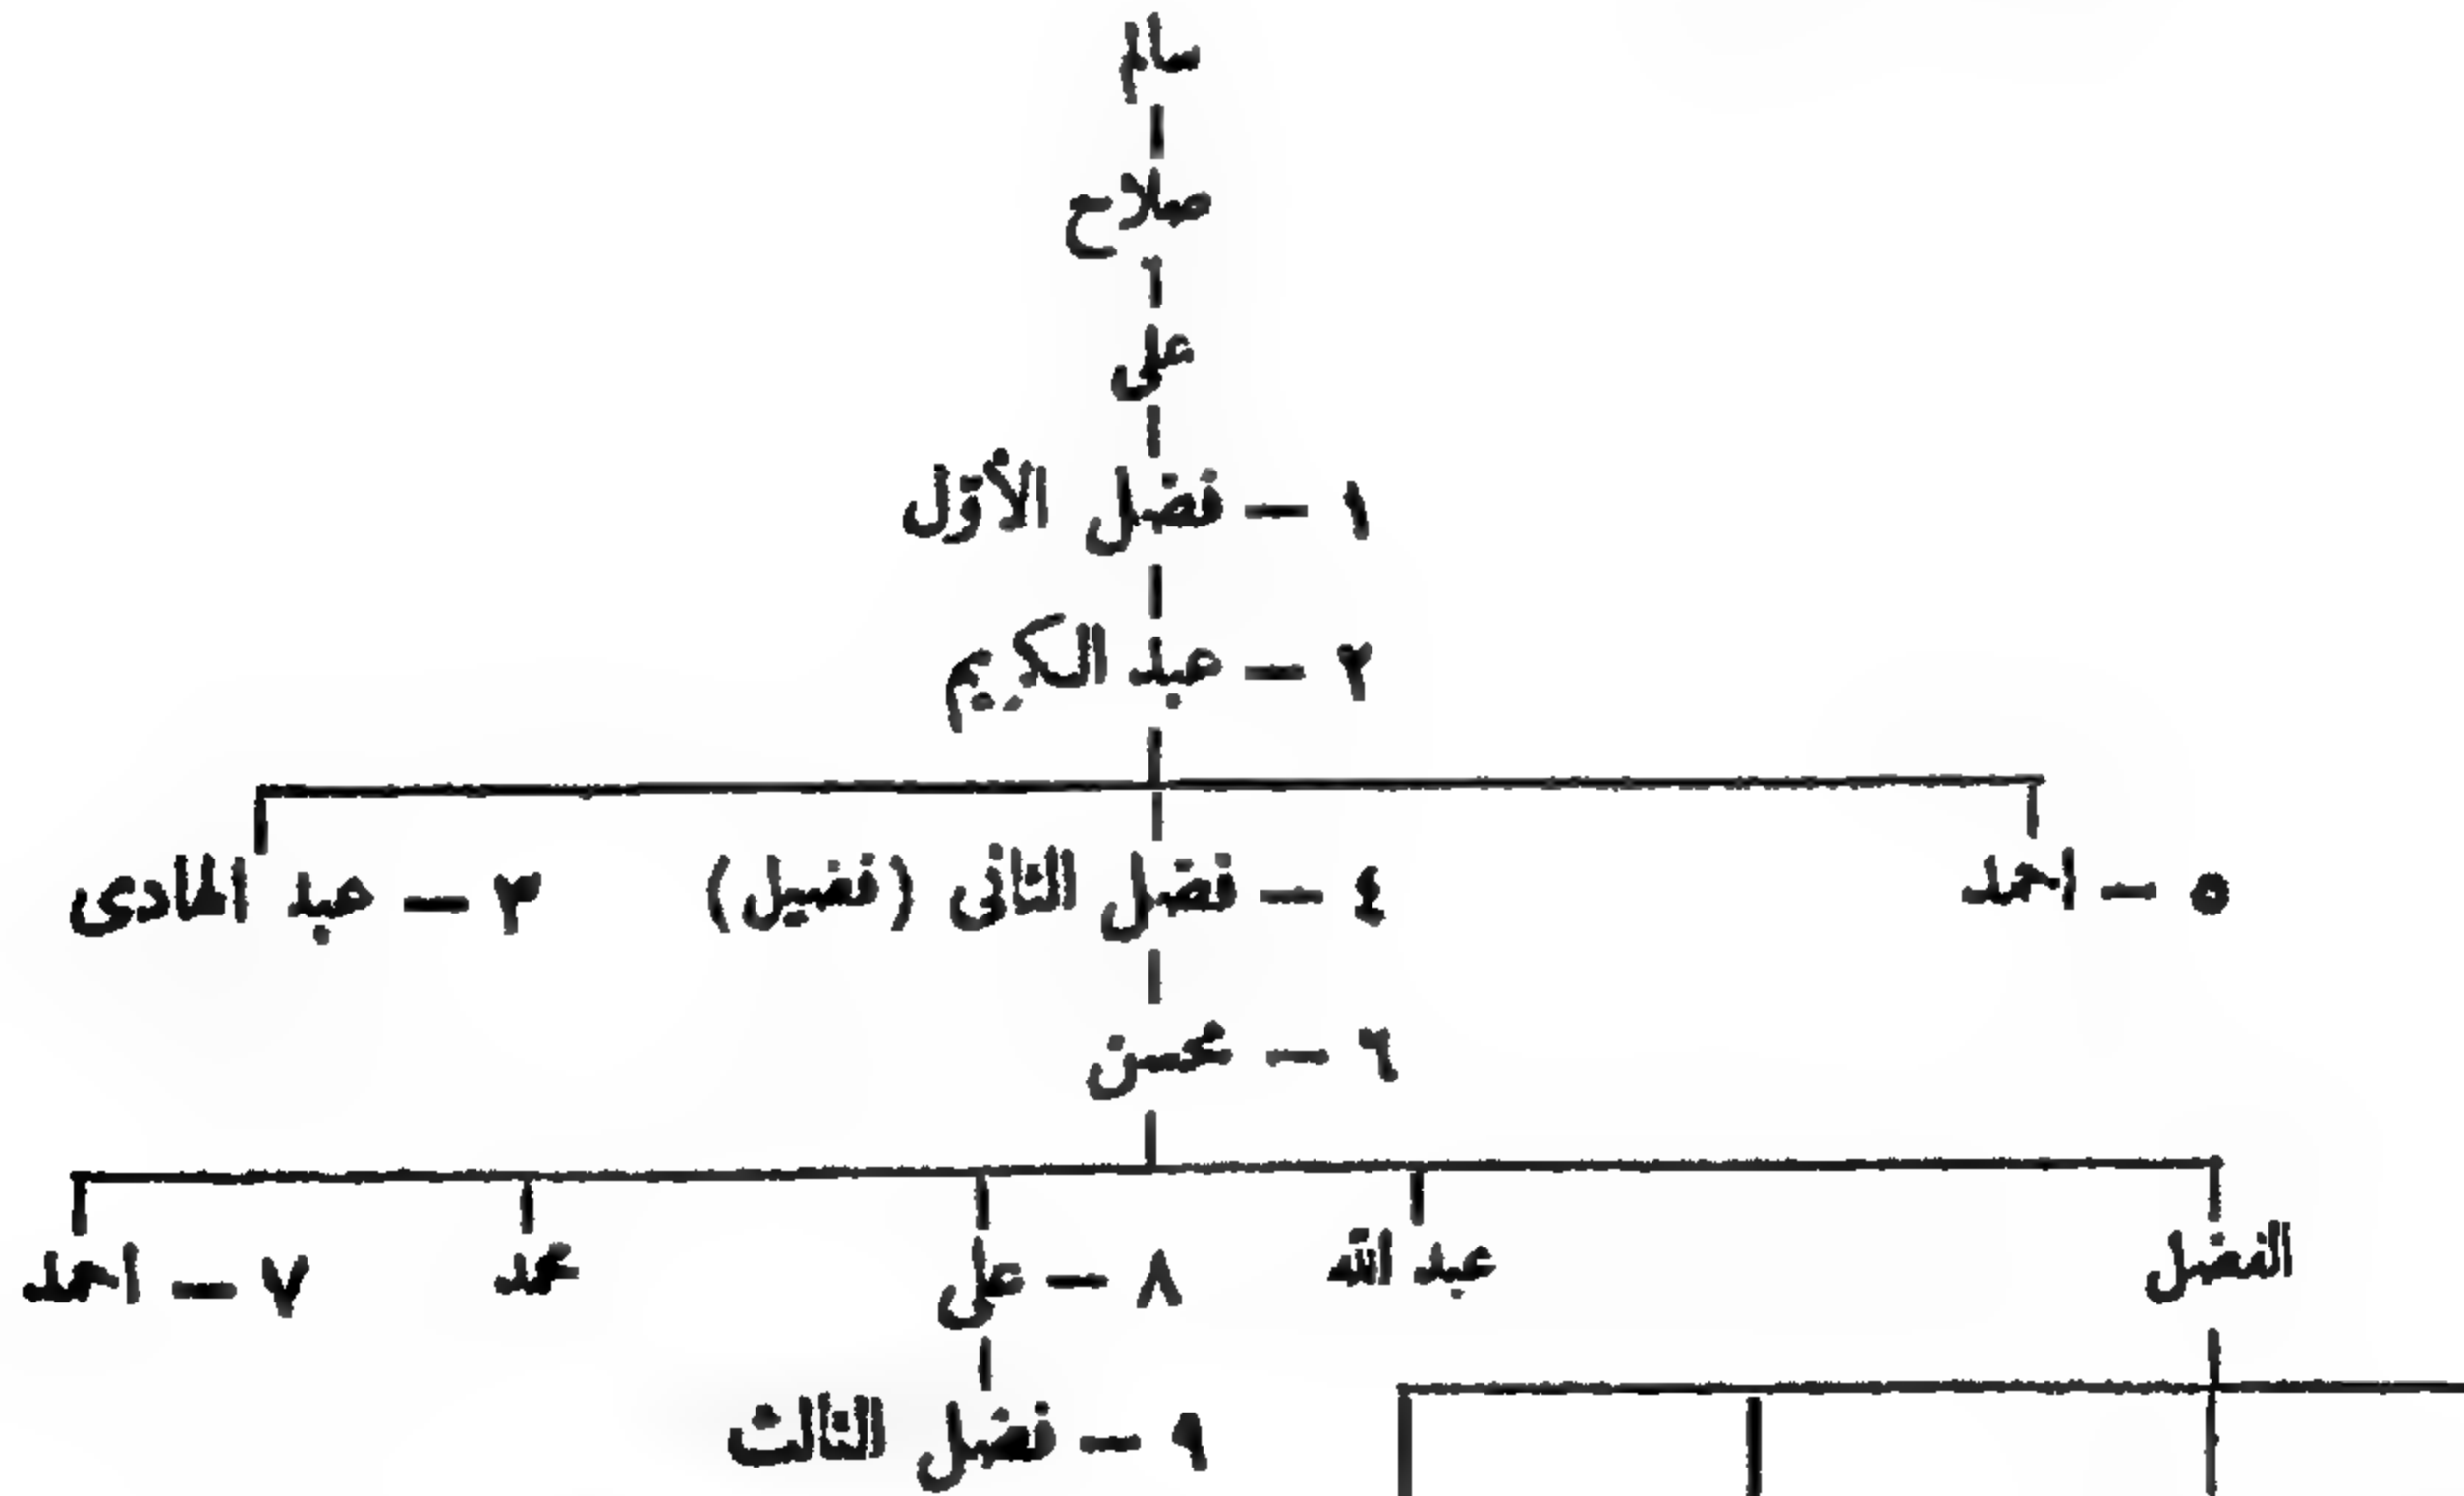 سالم
صلاح
على
١ — فضل الأوّل
٢ — عبد الكريم
٥ — احمد ٤ — فضل الثانى (فضيل) ٣ — عبد الهادى
٦ — محسن
الفضل عبد الله ٨ — على محمد ٧ — احمد
٩ — فضل الثالث